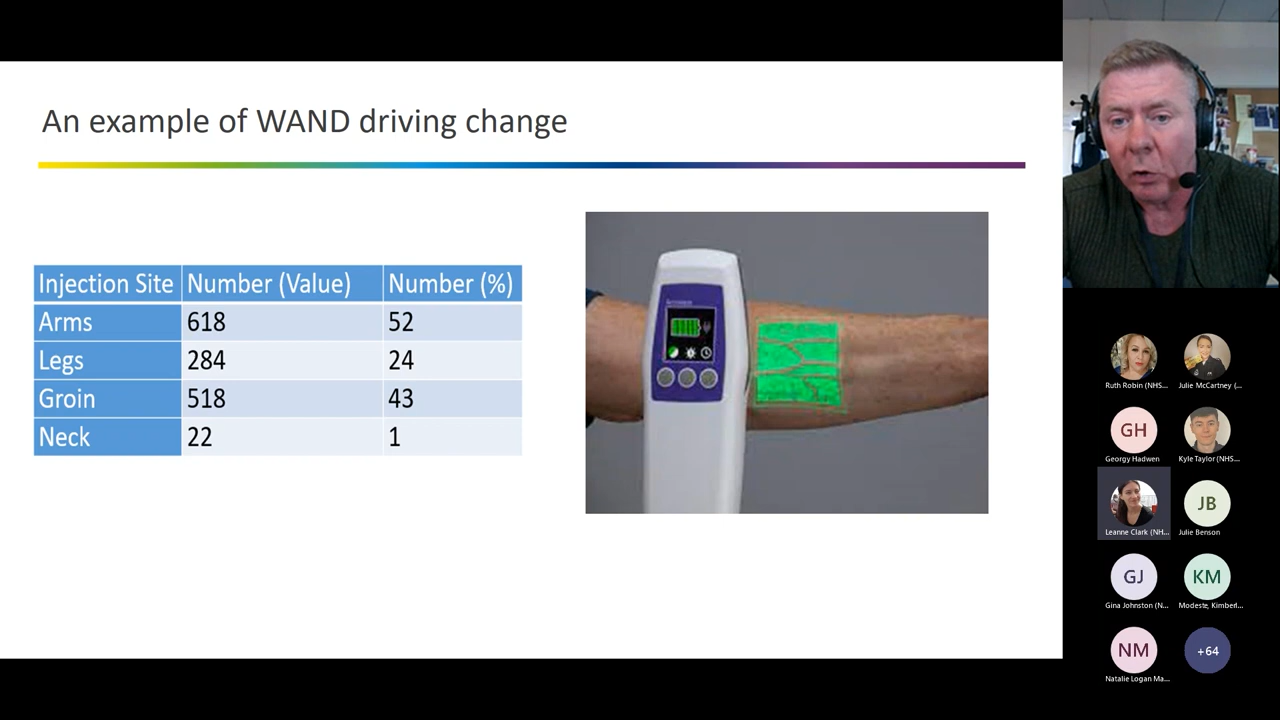 An example of WAND driving change
Injection Site Number (Value) Number (%)
Arms 618 52
Legs 284 24
Groin 518 43
Neck 22 1
Ruth Robin (NHS...
Julie McCartney (...
GH
Georgy Hadwen
Kyle Taylor (NHS...
Leanne Clark (NH...
JB
Julie Benson
GJ
KM
Gina Johnston (N...
Modeste, Kimberl...
NM
+64
Natalie Logan Ma...